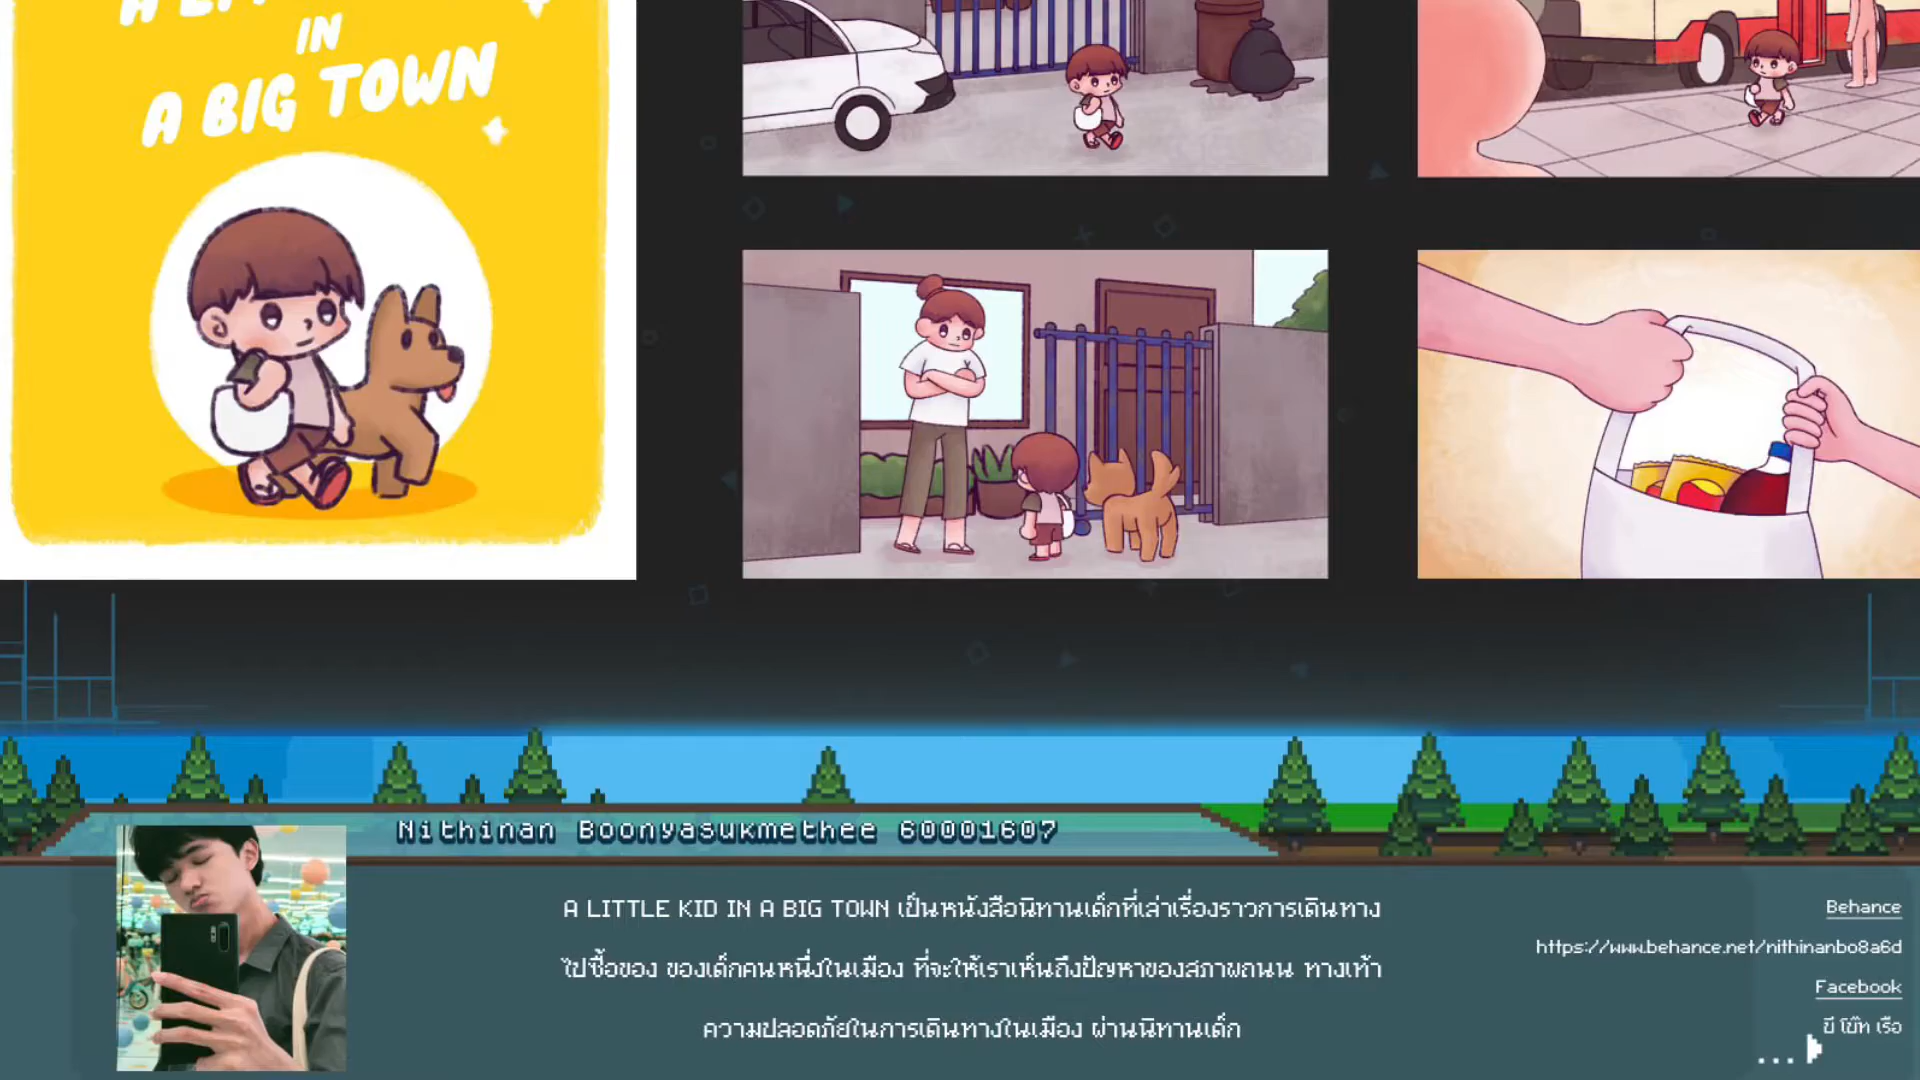 IN
A BIG TOWN
Nithinan Boonyasukmethee 60001607
A LITTLE KID IN A BIG TOWN เป็นหนังสือนิทานเด็กที่เล่าเรื่องราวการเดินทาง
ไปซื้อของ ของเด็กคนหนึ่งในเมือง ที่จะให้เราเห็นถึงปัญหาของสภาพถนน ทางเท้า
ความปลอดภัยในการเดินทางในเมือง ผ่านนิทานเด็ก
Behance
https://www.behance.net/nithinanbo8a6d
Facebook
ขี โบ๊ท เรือ
...